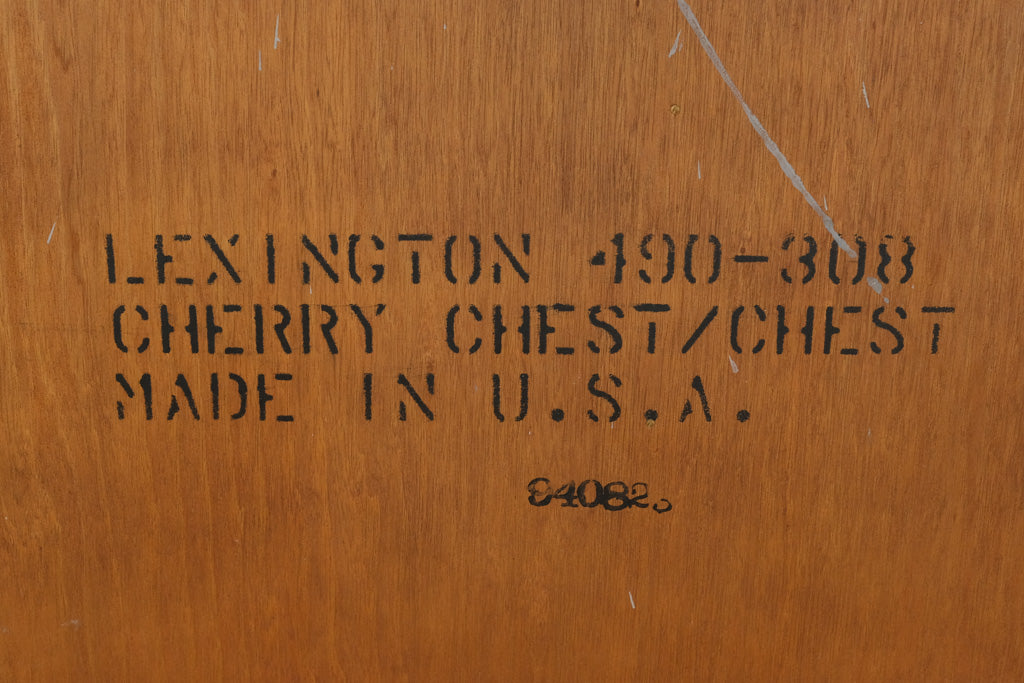 LEXINGTON 490-308
CHERRY CHEST/CHEST
MADE IN U.S.A.